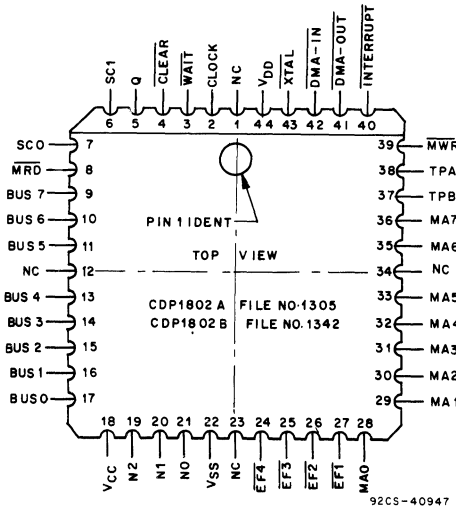 SC1
Q
CLEAR
WAIT
CLOCK
NC
VDD
XTAL
DMA-IN
DMA-OUT
INTERRUPT
6 5 4 3 2 1 44 43 42 41 40
SCO 7
MRD 8
BUS 7 9
BUS 6 10
BUS 5 11
NC 12
BUS 4 13
BUS 3 14
BUS 2 15
BUS 1 16
BUS0 17
39 MWR
38 TPA
37 TPB
36 MA7
35 MA6
34 NC
33 MA5
32 MA4
31 MA3
30 MA2
29 MA1
PIN 1 IDENT
TOP VIEW
CDP1802A FILE NO.1305
CDP1802B FILE NO. 1342
18 19 20 21 22 23 24 25 26 27 28
VCC
N2
N1
N0
VSS
NC
EF4
EF3
EF2
EF1
MA0
92CS-40947